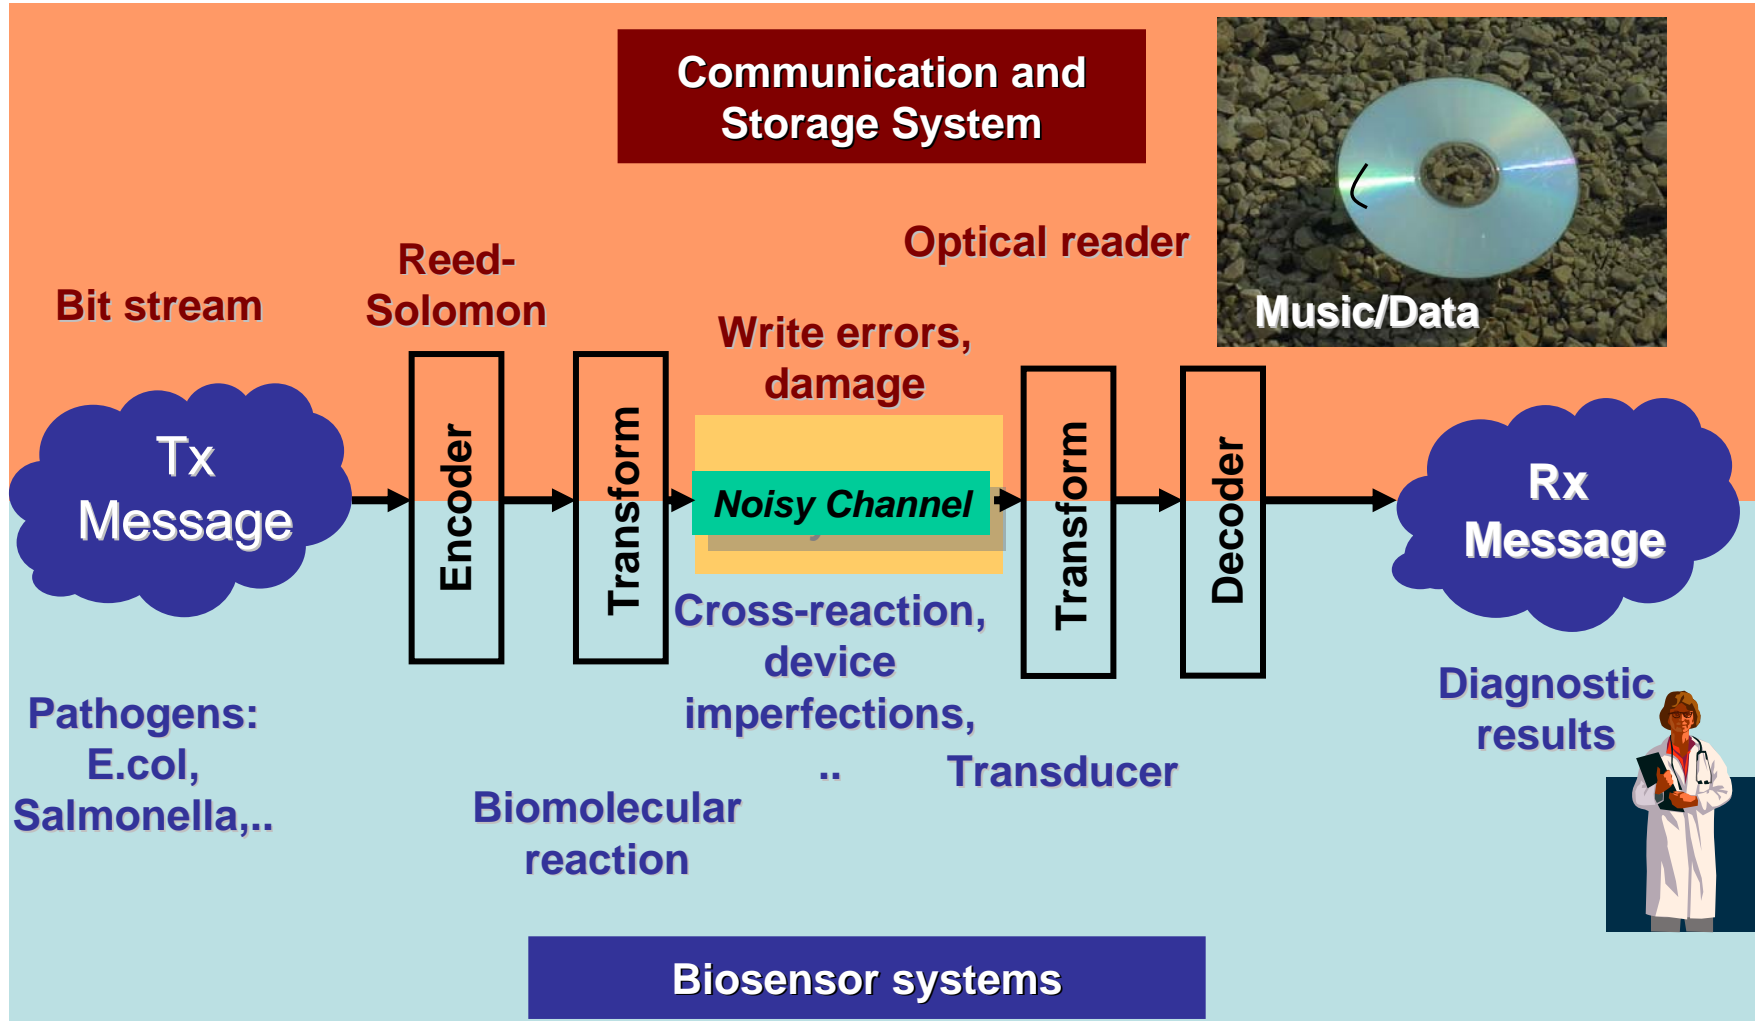 Communication and
Storage System
Optical reader
Reed-
Solomon
Bit stream
Music/Data
Write errors,
damage
Tx
Message
Encoder
Transform
Noisy Channel
Transform
Decoder
Rx
Message
Cross-reaction,
device
imperfections,
..
Pathogens:
E.col,
Salmonella,..
Biomolecular
reaction
Transducer
Diagnostic
results
Biosensor systems